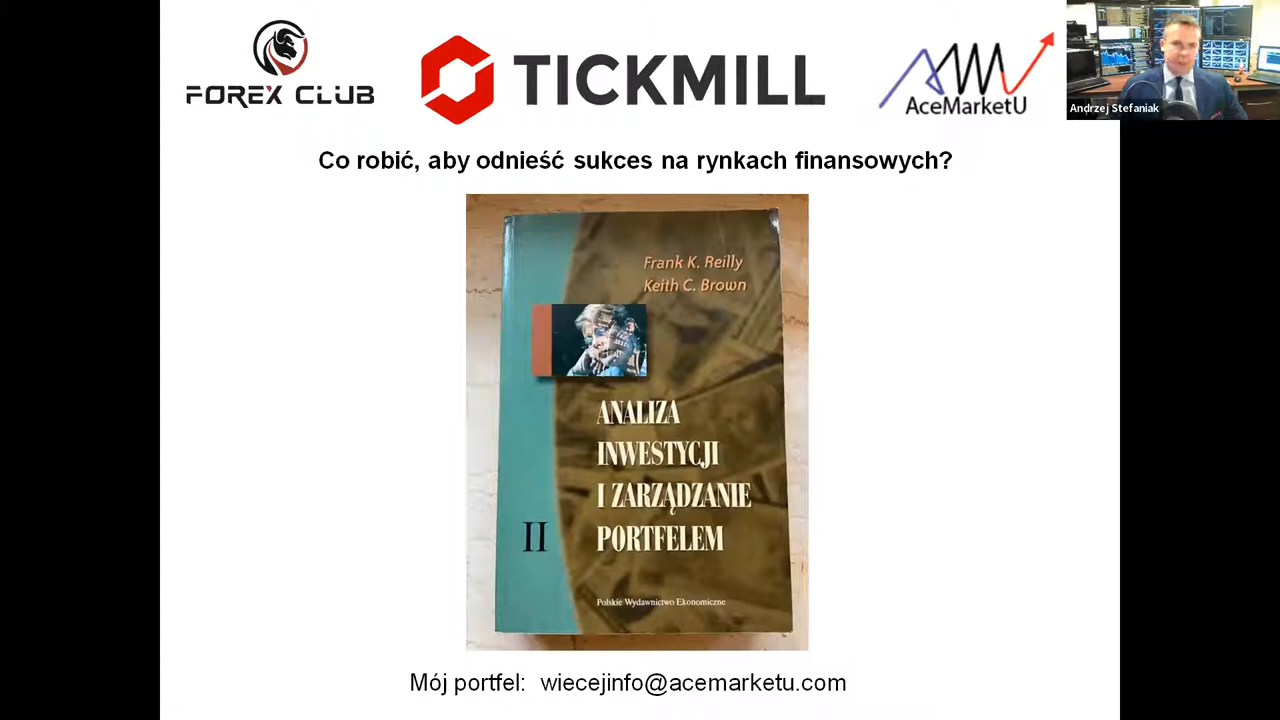 FOREX CLUB
TICKMILL
AceMarketU
Andrzej Stefaniak
Co robić, aby odnieść sukces na rynkach finansowych?
Frank K. Reilly
Keith C. Brown
ANALIZA
INWESTYCJI
I ZARZĄDZANIE
PORTFELEM
II
Polskie Wydawnictwo Ekonomiczne
Mój portfel: wiecejinfo@acemarketu.com